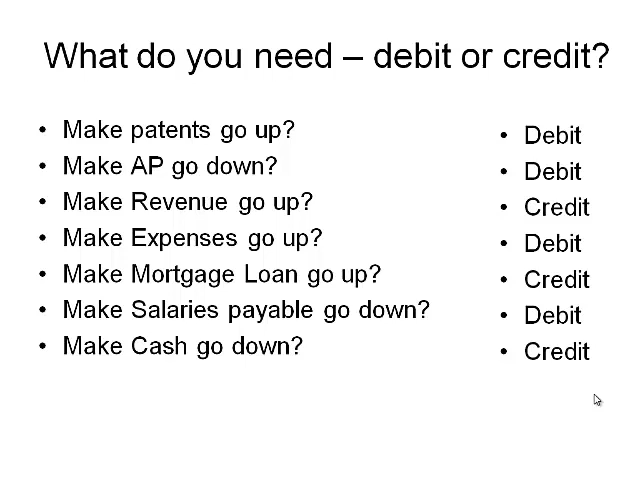 What do you need – debit or credit?
• Make patents go up?
• Debit
• Make AP go down?
• Debit
• Make Revenue go up?
• Credit
• Make Expenses go up?
• Debit
• Make Mortgage Loan go up?
• Credit
• Make Salaries payable go down?
• Debit
• Make Cash go down?
• Credit